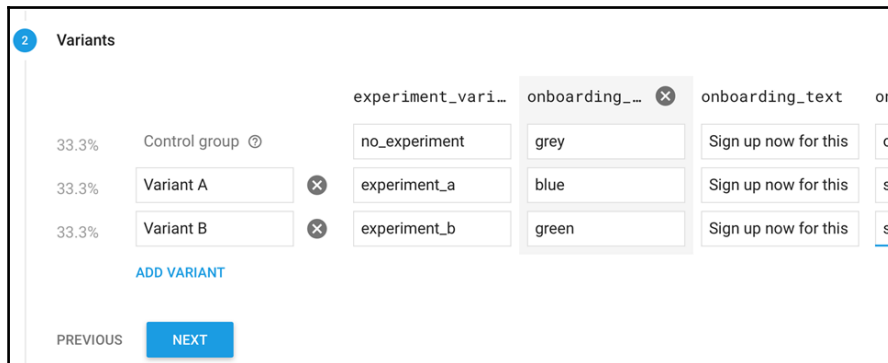 2 Variants
experiment_vari… onboarding_… onboarding_text
33.3% Control group no_experiment grey Sign up now for this
33.3% Variant A experiment_a blue Sign up now for this
33.3% Variant B experiment_b green Sign up now for this
ADD VARIANT
PREVIOUS NEXT